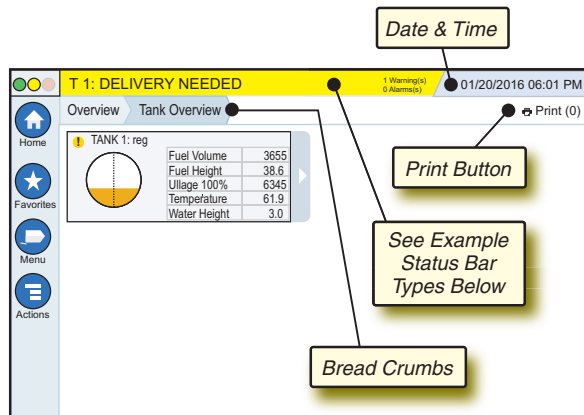 Date & Time
T 1: DELIVERY NEEDED
1 Warning(s)
0 Alarms(s)
01/20/2016 06:01 PM
Overview
Tank Overview
Print (0)
Home
Favorites
Menu
Actions
! TANK 1: reg
Fuel Volume 3655
Fuel Height 38.6
Ullage 100% 6345
Temperature 61.9
Water Height 3.0
Print Button
See Example
Status Bar
Types Below
Bread Crumbs